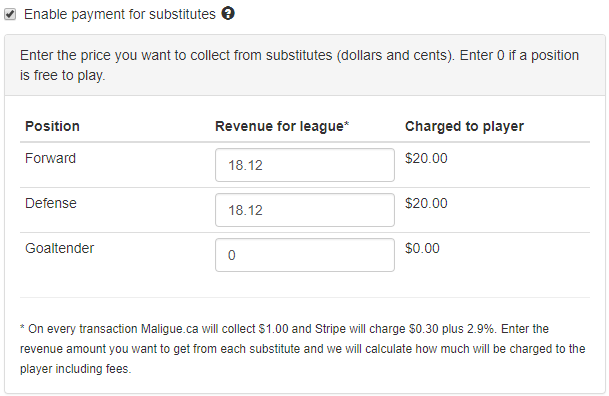 Enable payment for substitutes
Enter the price you want to collect from substitutes (dollars and cents). Enter 0 if a position
is free to play.
Position Revenue for league* Charged to player
Forward 18.12 $20.00
Defense 18.12 $20.00
Goaltender 0 $0.00
* On every transaction Maligue.ca will collect $1.00 and Stripe will charge $0.30 plus 2.9%. Enter the
revenue amount you want to get from each substitute and we will calculate how much will be charged to the
player including fees.